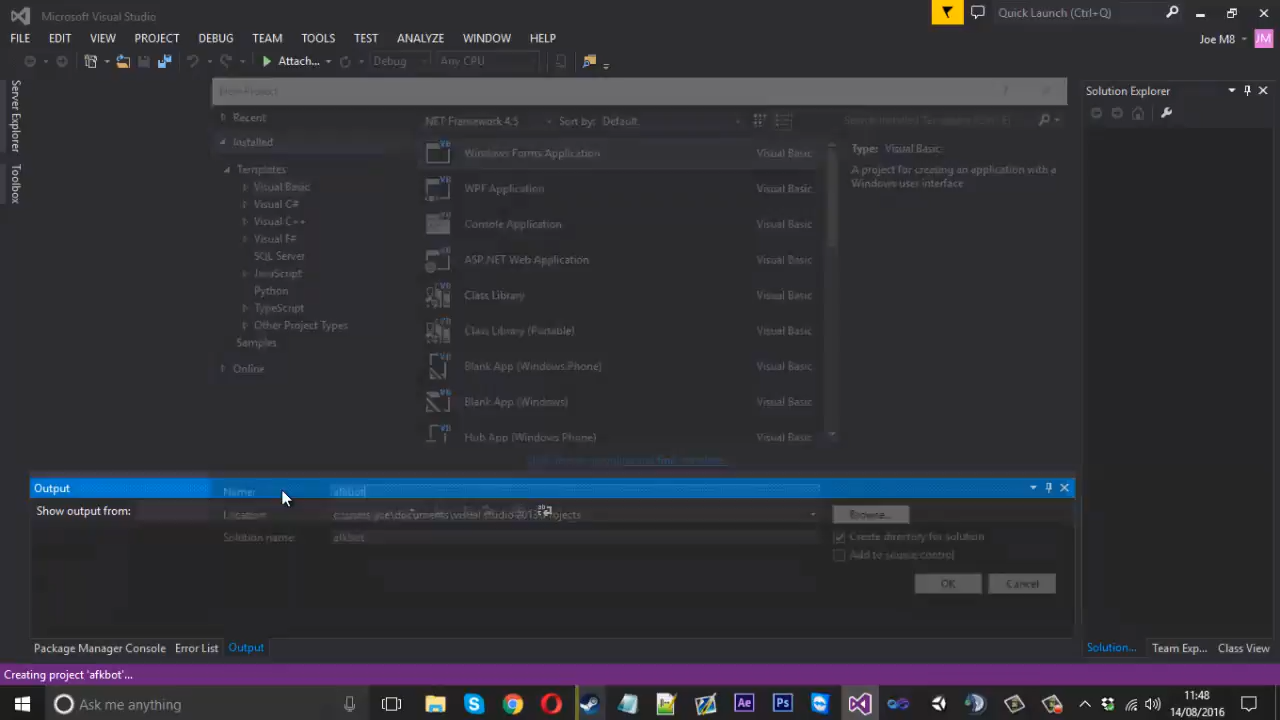 Microsoft Visual Studio
Quick Launch (Ctrl+Q)
FILE EDIT VIEW PROJECT DEBUG TEAM TOOLS TEST ANALYZE WINDOW HELP
Joe M8 JM
Attach... Debug Any CPU
Server Explorer
Toolbox
Solution Explorer
Recent
.NET Framework 4.5 Sort by: Default
Installed
Templates
Visual Basic
Visual C#
Visual C++
Visual F#
SQL Server
JavaScript
Python
TypeScript
Other Project Types
Samples
Online
Windows Forms Application Visual Basic
WPF Application Visual Basic
Console Application Visual Basic
ASP.NET Web Application Visual Basic
Class Library Visual Basic
Class Library (Portable) Visual Basic
Blank App (Windows Phone) Visual Basic
Blank App (Windows) Visual Basic
Hub App (Windows Phone) Visual Basic
Type: Visual Basic
A project for creating an application with a
Windows user interface
Output
Name: afkbot
Show output from:
Location: Browse...
Solution name: afkbot
Create directory for solution
Add to source control
OK Cancel
Package Manager Console Error List Output
Solution... Team Exp... Class View
Creating project 'afkbot'...
Ask me anything
11:48
14/08/2016